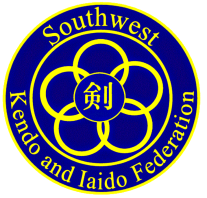 Southwest
剣
Kendo and Iaido Federation